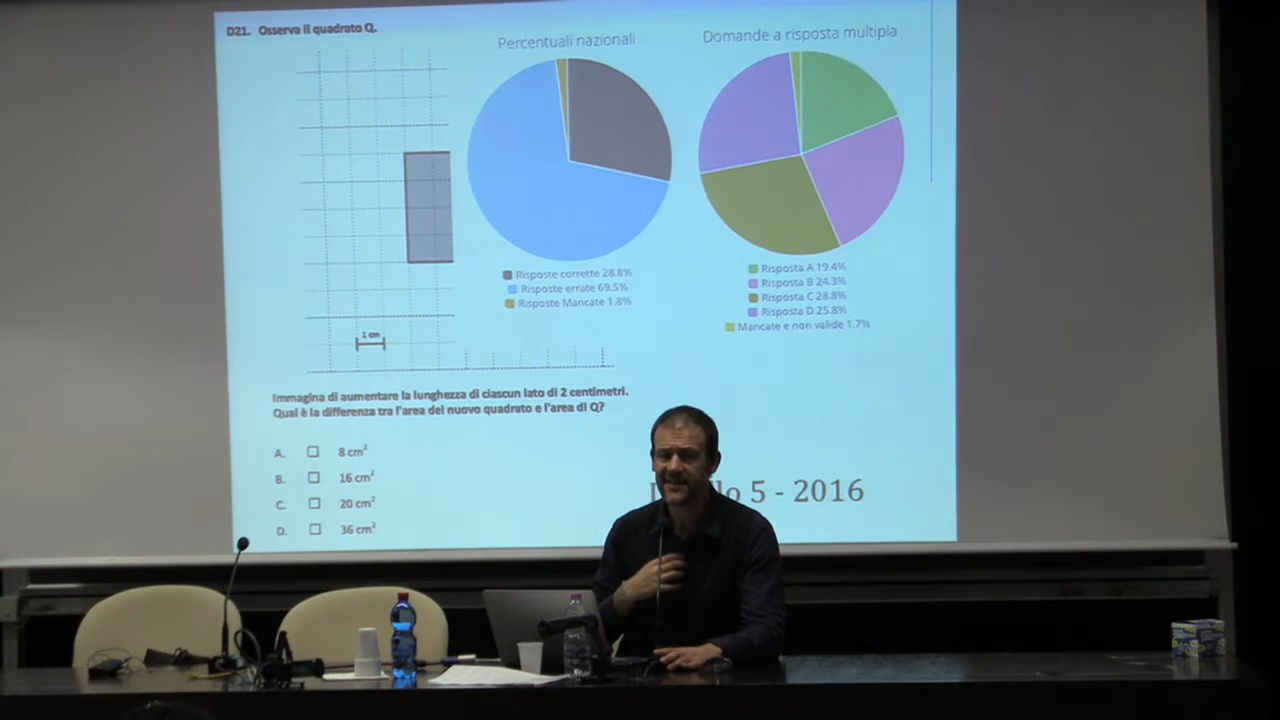 D21. Osserva il quadrato Q.
Percentuali nazionali
Domande a risposta multipla
1 cm
Risposte corrette 28.8%
Risposte errate 69.5%
Risposte Mancate 1.8%
Risposta A 19.4%
Risposta B 24.3%
Risposta C 28.8%
Risposta D 25.8%
Mancate e non valide 1.7%
Immagina di aumentare la lunghezza di ciascun lato di 2 centimetri.
Qual è la differenza tra l'area del nuovo quadrato e l'area di Q?
A. 8 cm²
B. 16 cm²
C. 20 cm²
D. 36 cm²
5 - 2016